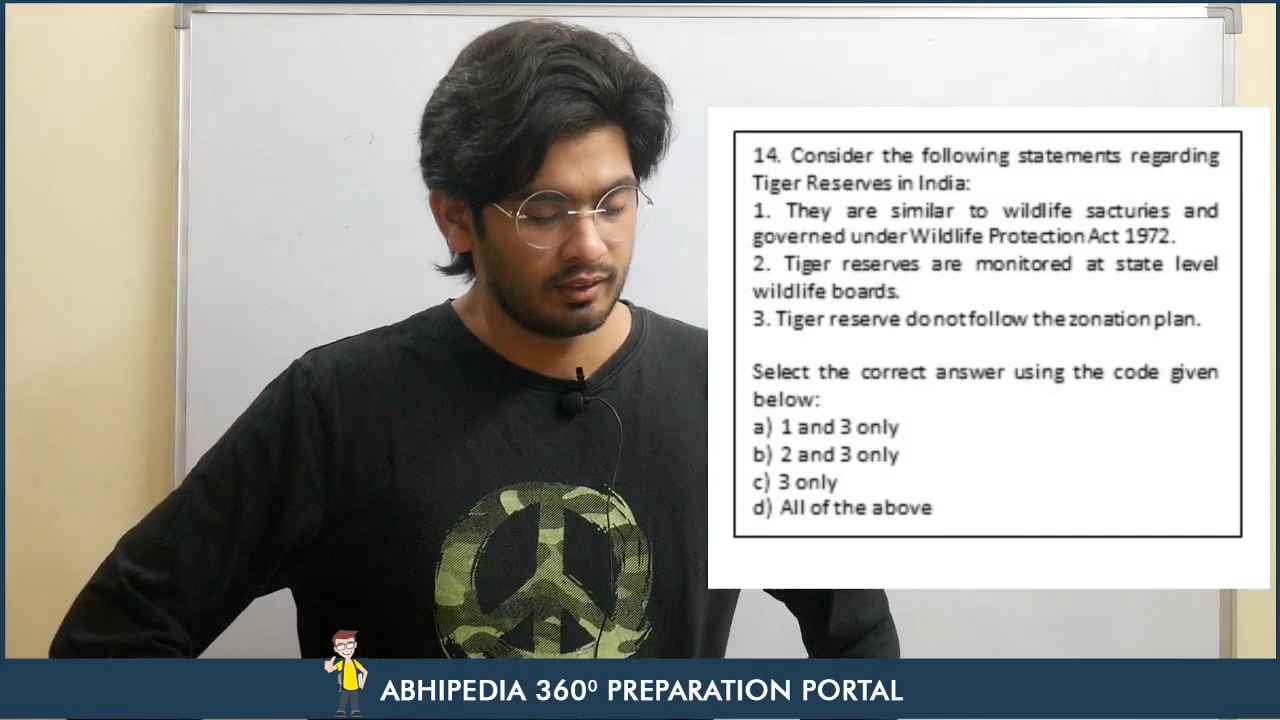 14. Consider the following statements regarding
Tiger Reserves in India:
1. They are similar to wildlife sacturies and
governed under Wildlife Protection Act 1972.
2. Tiger reserves are monitored at state level
wildlife boards.
3. Tiger reserve do not follow the zonation plan.
Select the correct answer using the code given
below:
a) 1 and 3 only
b) 2 and 3 only
c) 3 only
d) All of the above
ABHIPEDIA 360⁰ PREPARATION PORTAL